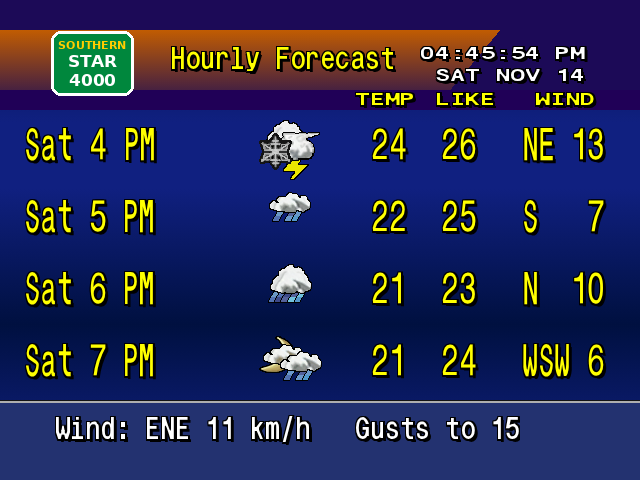 SOUTHERN
STAR
4000
Hourly Forecast
04:45:54 PM
SAT NOV 14
TEMP LIKE WIND
Sat 4 PM 24 26 NE 13
Sat 5 PM 22 25 S 7
Sat 6 PM 21 23 N 10
Sat 7 PM 21 24 WSW 6
Wind: ENE 11 km/h Gusts to 15